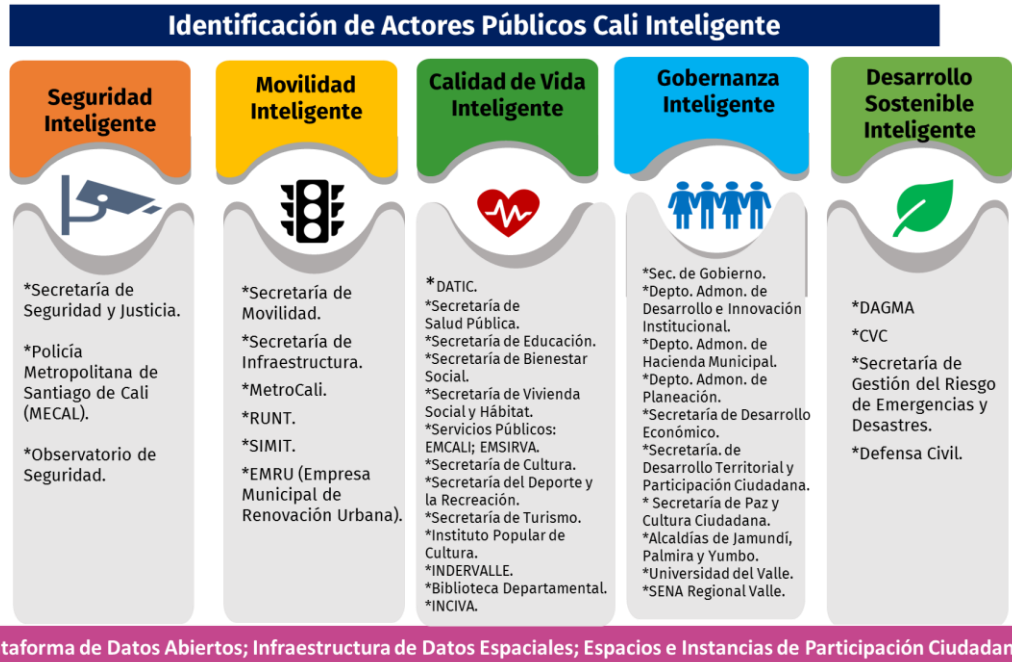 Identificación de Actores Públicos Cali Inteligente
Seguridad
Inteligente
*Secretaría de
Seguridad y Justicia.
*Policía
Metropolitana de
Santiago de Cali
(MECAL).
*Observatorio de
Seguridad.
Movilidad
Inteligente
*Secretaría de
Movilidad.
*Secretaría de
Infraestructura.
*MetroCali.
*RUNT.
*SIMIT.
*EMRU (Empresa
Municipal de
Renovación Urbana).
Calidad de Vida
Inteligente
*DATIC.
*Secretaría de
Salud Pública.
*Secretaría de Educación.
*Secretaría de Bienestar
Social.
*Secretaría de Vivienda
Social y Hábitat.
*Servicios Públicos:
EMCALI; EMSIRVA.
*Secretaría de Cultura.
*Secretaría del Deporte y
la Recreación.
*Secretaría de Turismo.
*Instituto Popular de
Cultura.
*INDERVALLE.
*Biblioteca Departamental.
*INCIVA.
Gobernanza
Inteligente
*Sec. de Gobierno.
*Depto. Admon. de
Desarrollo e Innovación
Institucional.
*Depto. Admon. de
Hacienda Municipal.
*Depto. Admon. de
Planeación.
*Secretaría de Desarrollo
Económico.
*Secretaría. de
Desarrollo Territorial y
Participación Ciudadana.
* Secretaría de Paz y
Cultura Ciudadana.
*Alcaldías de Jamundí,
Palmira y Yumbo.
*Universidad del Valle.
*SENA Regional Valle.
Desarrollo
Sostenible
Inteligente
*DAGMA
*CVC
*Secretaría de
Gestión del Riesgo
de Emergencias y
Desastres.
*Defensa Civil.
taforma de Datos Abiertos; Infraestructura de Datos Espaciales; Espacios e Instancias de Participación Ciudadan